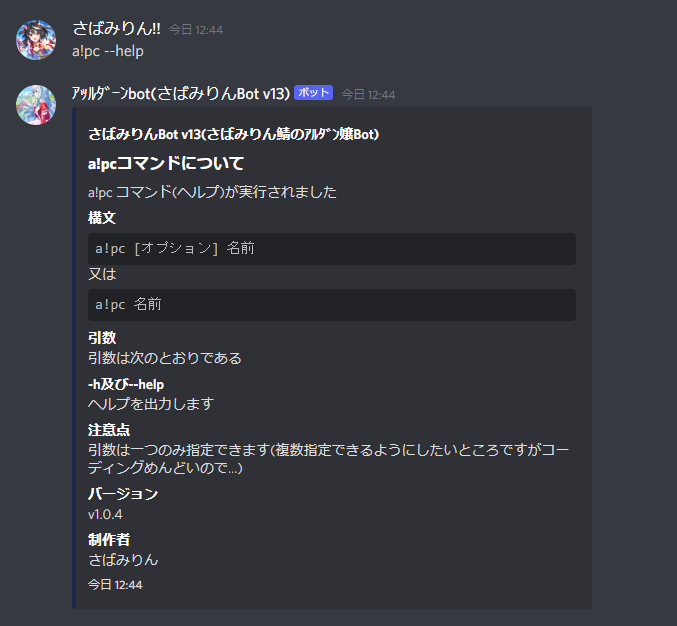 さばみりん!! 今日 12:44
a!pc --help
ｱｯﾙﾀﾞｰﾝbot(さばみりんBot v13) ボット 今日 12:44
さばみりんBot v13(さばみりん鯖のｱﾙﾀﾞﾝ嬢Bot)
a!pcコマンドについて
a!pc コマンド(ヘルプ)が実行されました
構文
a!pc [オプション] 名前
又は
a!pc 名前
引数
引数は次のとおりである
-h及び--help
ヘルプを出力します
注意点
引数は一つのみ指定できます(複数指定できるようにしたいところですがコー
ディングめんどいので...)
バージョン
v1.0.4
制作者
さばみりん
今日 12:44